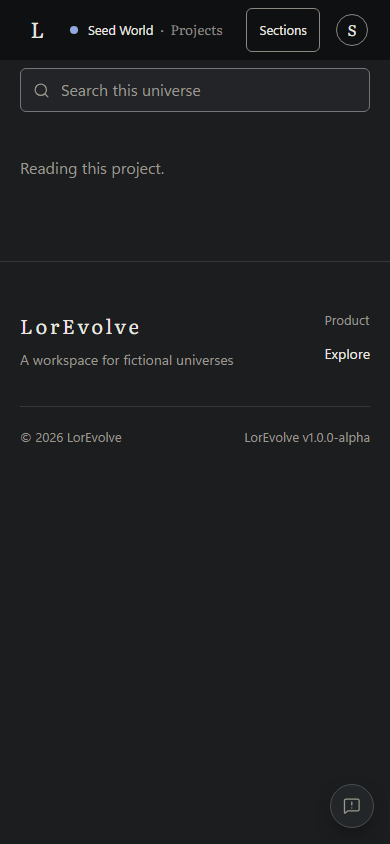 L
Seed World · Projects
Sections
S
Search this universe
Reading this project.
LorEvolve
A workspace for fictional universes
Product
Explore
© 2026 LorEvolve
LorEvolve v1.0.0-alpha